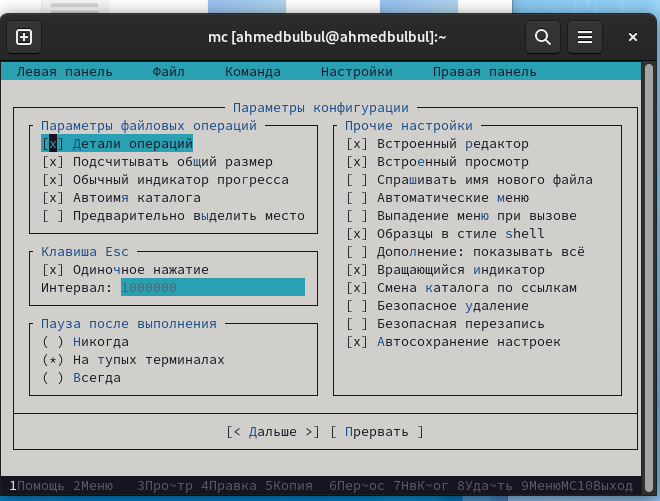 mc [ahmedbulbul@ahmedbulbul]:~
Левая панель Файл Команда Настройки Правая панель
Параметры конфигурации
Параметры файловых операций
[x] Детали операций
[x] Подсчитывать общий размер
[x] Обычный индикатор прогресса
[x] Автоимя каталога
[ ] Предварительно выделить место
Клавиша Esc
[x] Одиночное нажатие
Интервал: 1000000
Пауза после выполнения
( ) Никогда
(*) На тупых терминалах
( ) Всегда
Прочие настройки
[x] Встроенный редактор
[x] Встроенный просмотр
[ ] Спрашивать имя нового файла
[ ] Автоматические меню
[ ] Выпадение меню при вызове
[x] Образцы в стиле shell
[ ] Дополнение: показывать всё
[x] Вращающийся индикатор
[x] Смена каталога по ссылкам
[ ] Безопасное удаление
[ ] Безопасная перезапись
[x] Автосохранение настроек
[< Дальше >] [ Прервать ]
1Помощь 2Меню 3Про~тр 4Правка 5Копия 6Пер~ос 7НвК~ог 8Уда~ть 9МенюMC10Выход